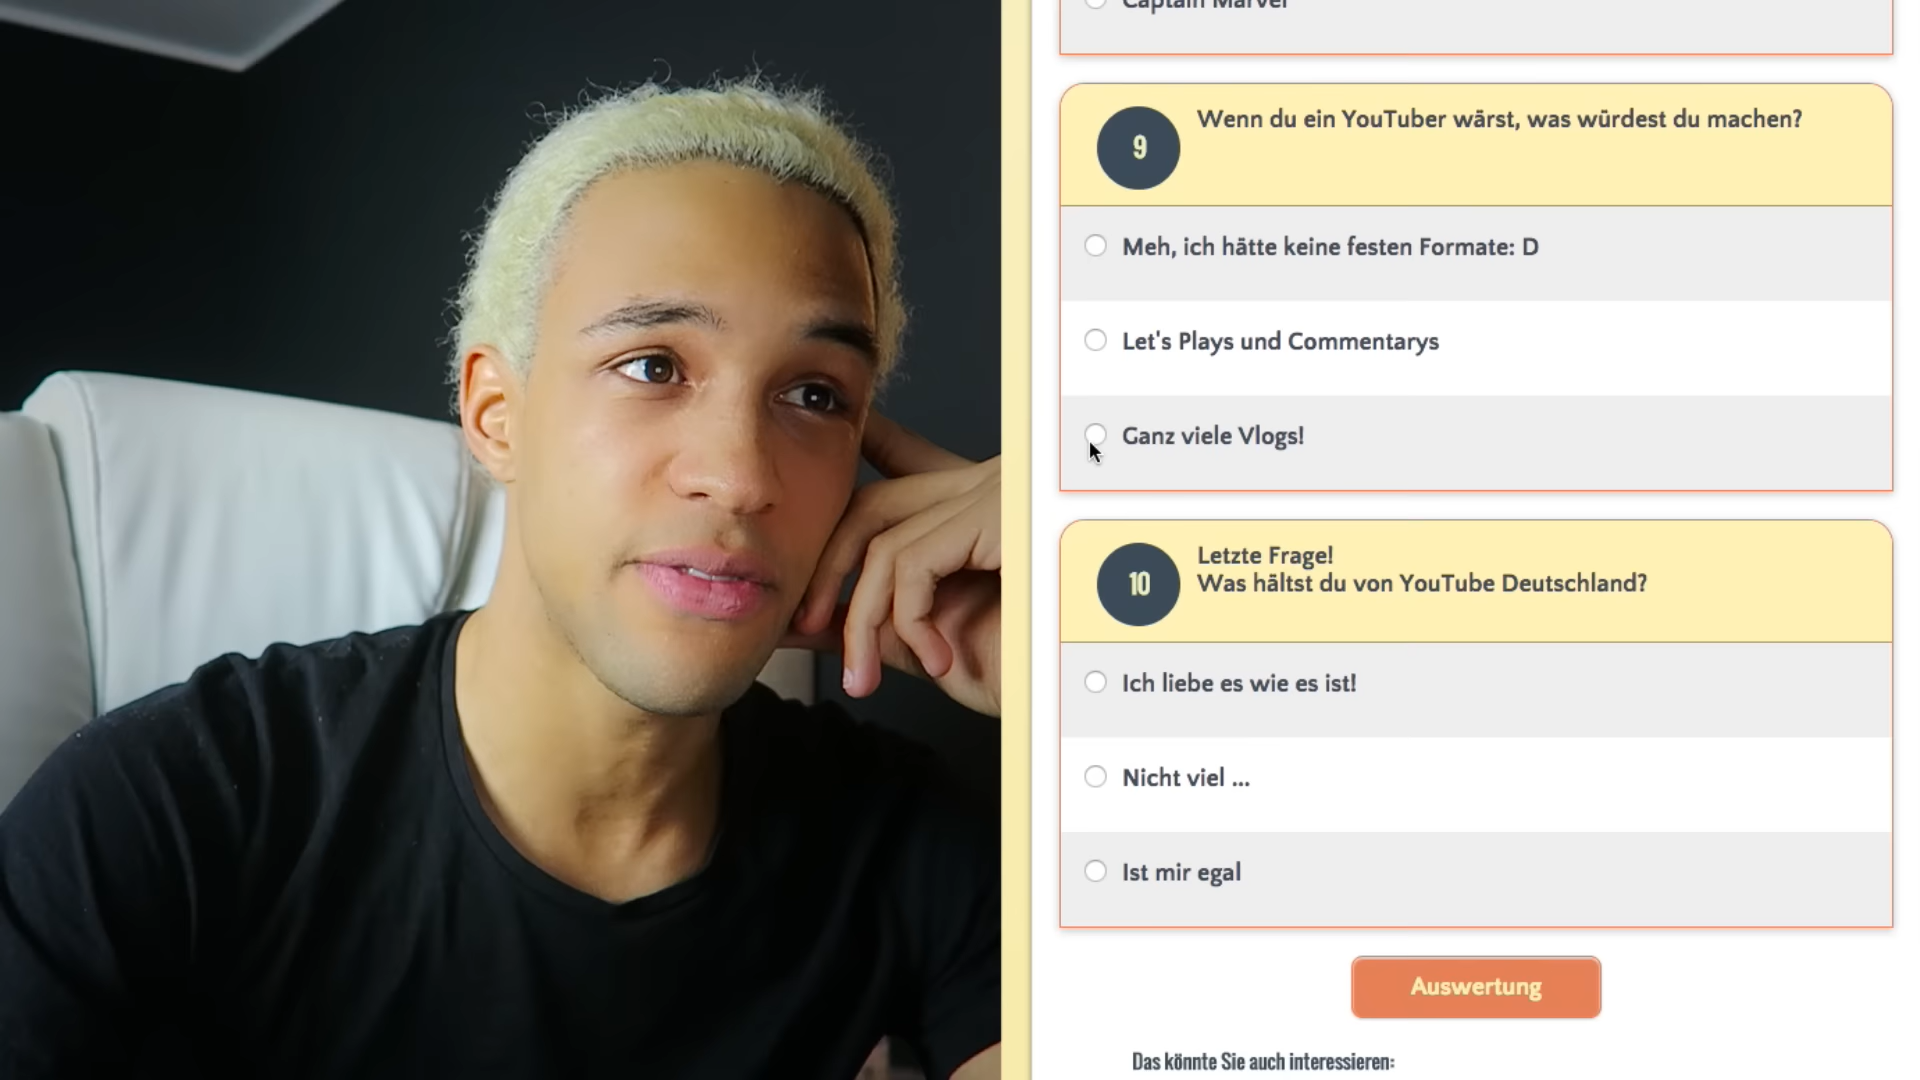 Captain Marvel
9
Wenn du ein YouTuber wärst, was würdest du machen?
Meh, ich hätte keine festen Formate: D
Let's Plays und Commentarys
Ganz viele Vlogs!
10
Letzte Frage!
Was hältst du von YouTube Deutschland?
Ich liebe es wie es ist!
Nicht viel ...
Ist mir egal
Auswertung
Das könnte Sie auch interessieren: